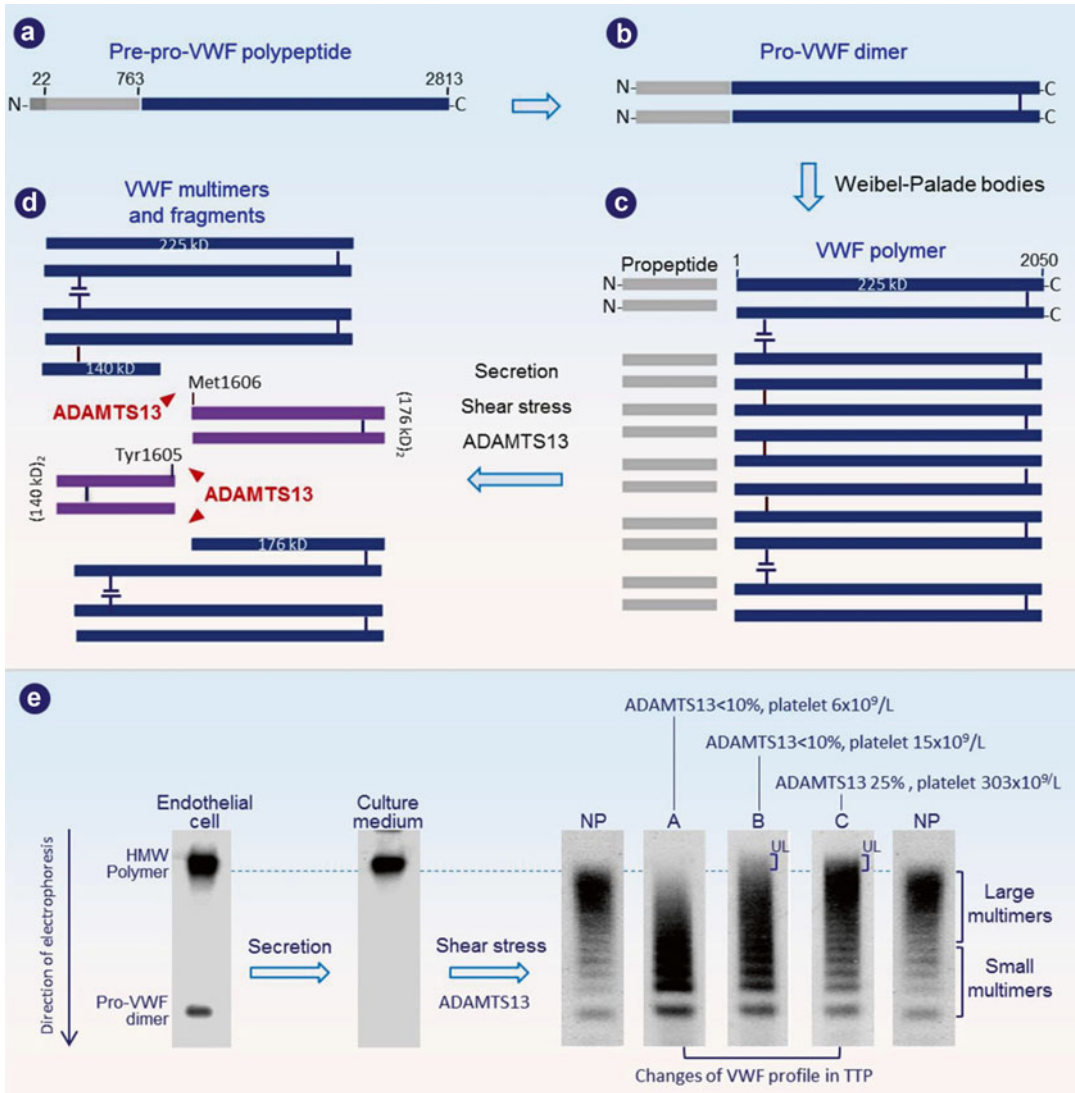 a
Pre-pro-VWF polypeptide
22
763
2813
N-
-C
b
Pro-VWF dimer
N-
-C
N-
-C
Weibel-Palade bodies
c
VWF polymer
Propeptide
1
2050
N-
225 kD
-C
N-
-C
Secretion
Shear stress
ADAMTS13
d
VWF multimers
and fragments
225 kD
140 kD
Met1606
ADAMTS13
(176 kD)2
Tyr1605
(140 kD)2
ADAMTS13
176 kD
e
ADAMTS13<10%, platelet 6x10⁹/L
ADAMTS13<10%, platelet 15x10⁹/L
ADAMTS13 25% , platelet 303x10⁹/L
Direction of electrophoresis
Endothelial
cell
HMW
Polymer
Pro-VWF
dimer
Secretion
Culture
medium
Shear stress
ADAMTS13
NP
A
B
C
NP
UL
UL
Large
multimers
Small
multimers
Changes of VWF profile in TTP